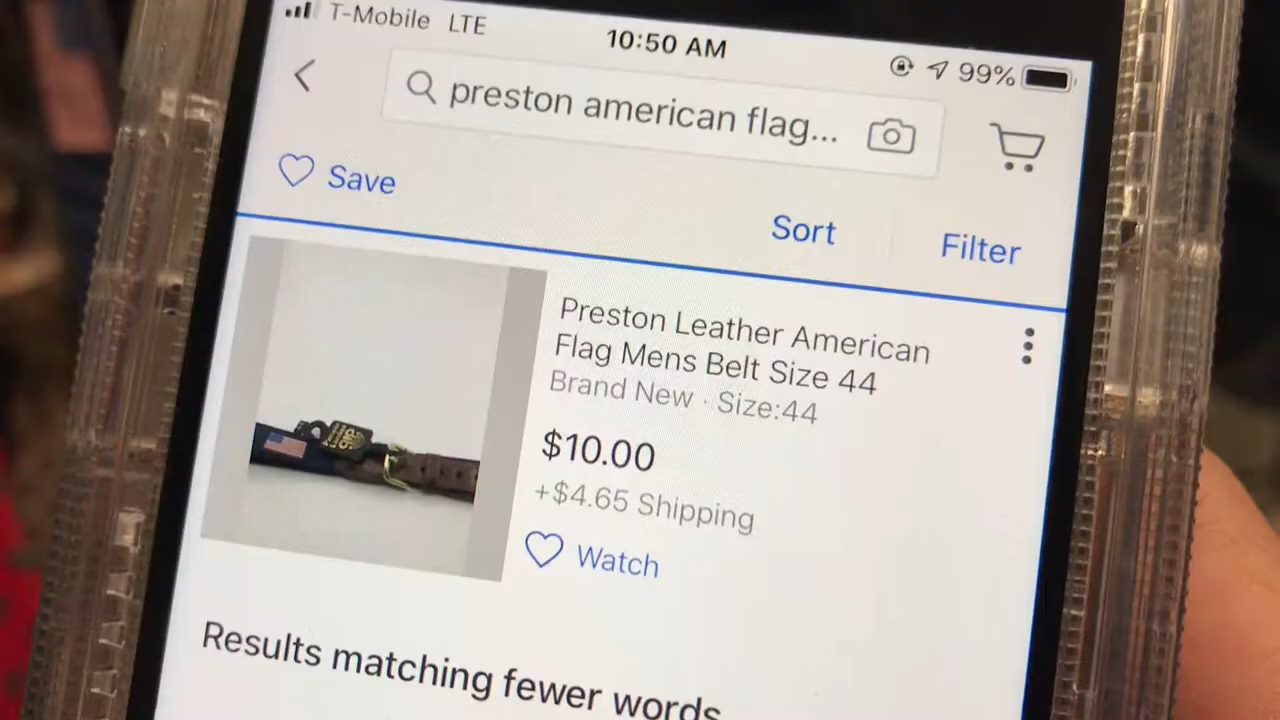 T-Mobile LTE
10:50 AM
99%
preston american flag...
Save
Sort
Filter
Preston Leather American
Flag Mens Belt Size 44
Brand New · Size:44
$10.00
+$4.65 Shipping
Watch
Results matching fewer words